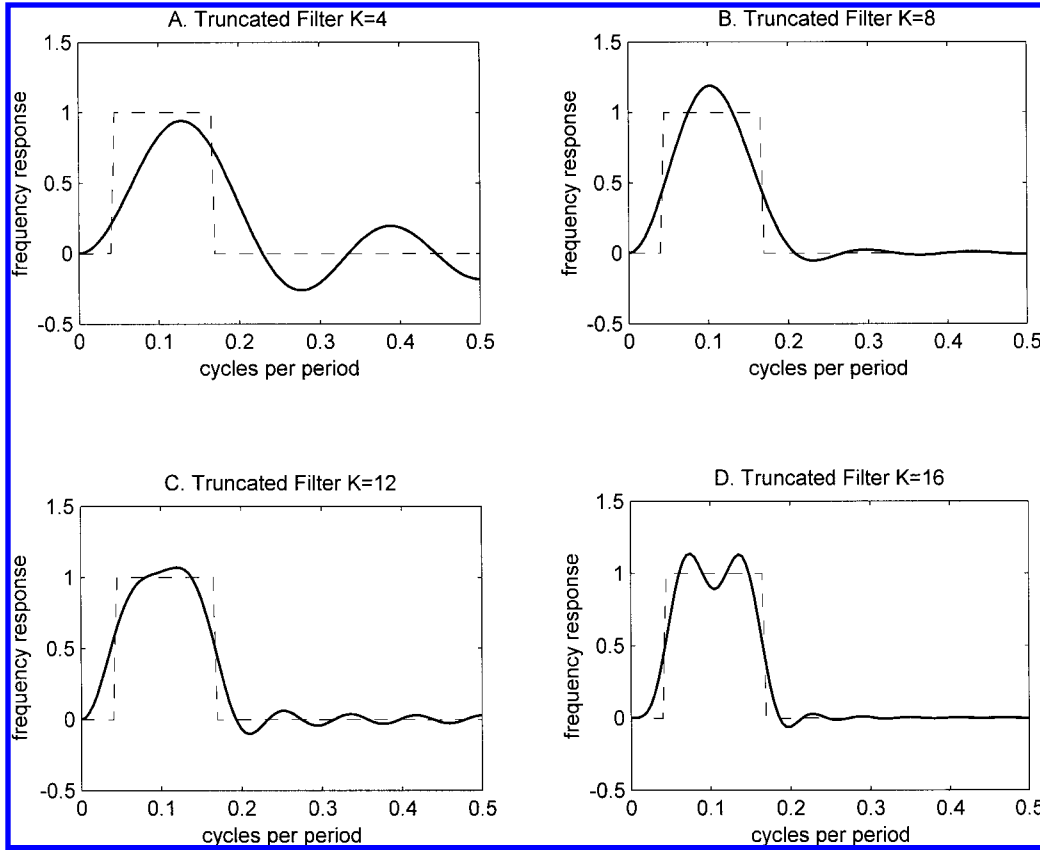 A. Truncated Filter K=4
1.5
1
0.5
0
-0.5
frequency response
0 0.1 0.2 0.3 0.4 0.5
cycles per period
B. Truncated Filter K=8
1.5
1
0.5
0
-0.5
frequency response
0 0.1 0.2 0.3 0.4 0.5
cycles per period
C. Truncated Filter K=12
1.5
1
0.5
0
-0.5
frequency response
0 0.1 0.2 0.3 0.4 0.5
cycles per period
D. Truncated Filter K=16
1.5
1
0.5
0
-0.5
frequency response
0 0.1 0.2 0.3 0.4 0.5
cycles per period